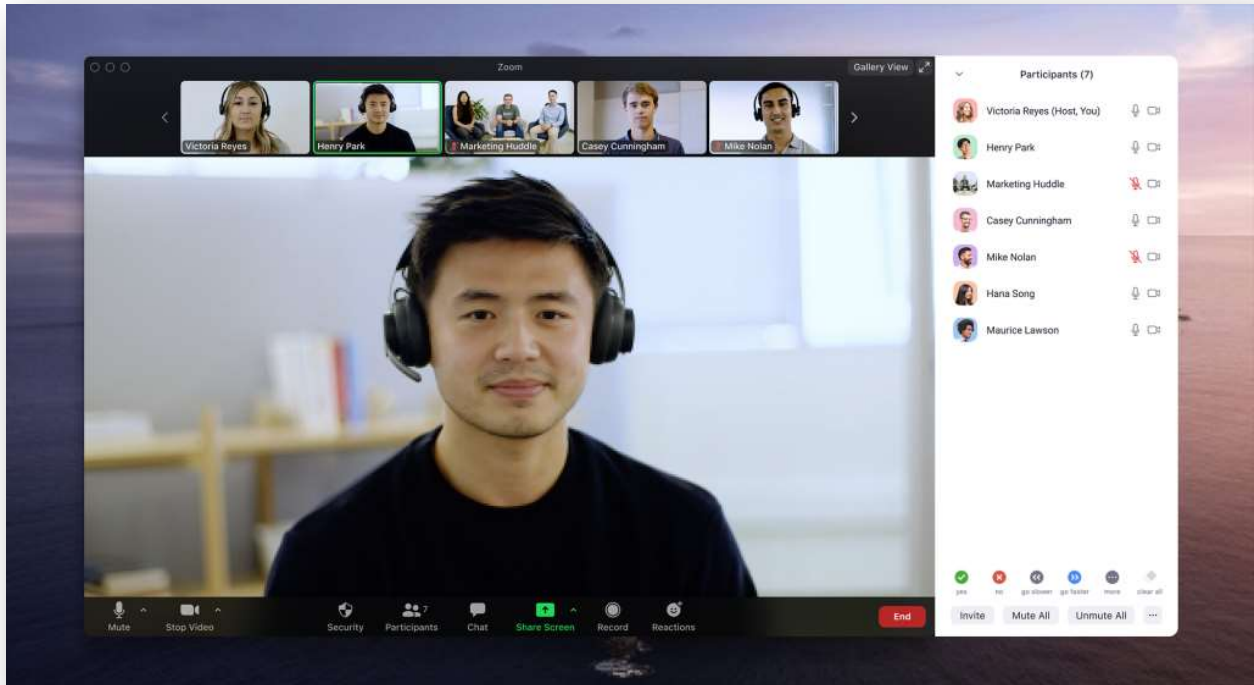 Zoom
Gallery View
Victoria Reyes
Henry Park
Marketing Huddle
Casey Cunningham
Mike Nolan
Participants (7)
Victoria Reyes (Host, You)
Henry Park
Marketing Huddle
Casey Cunningham
Mike Nolan
Hana Song
Maurice Lawson
yes
no
go slower
go faster
more
clear all
Invite
Mute All
Unmute All
Mute
Stop Video
Security
7
Participants
Chat
Share Screen
Record
Reactions
End